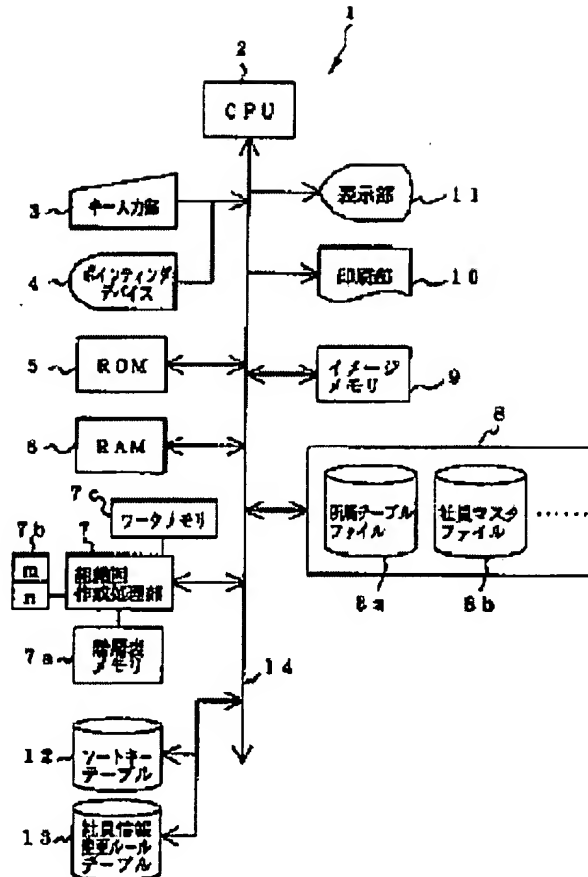 1
2
CPU
3
キー入力部
表示部
11
4
ポインティング
デバイス
印刷部
10
5
ROM
イメージ
メモリ
9
6
RAM
8
7c
ワークメモリ
所属テーブル
ファイル
社員マスタ
ファイル
……
7b
7
m
n
組織図
作成処理部
8a
8b
7a
階層表
メモリ
14
12
ソートキー
テーブル
13
社員情報
変更ルール
テーブル